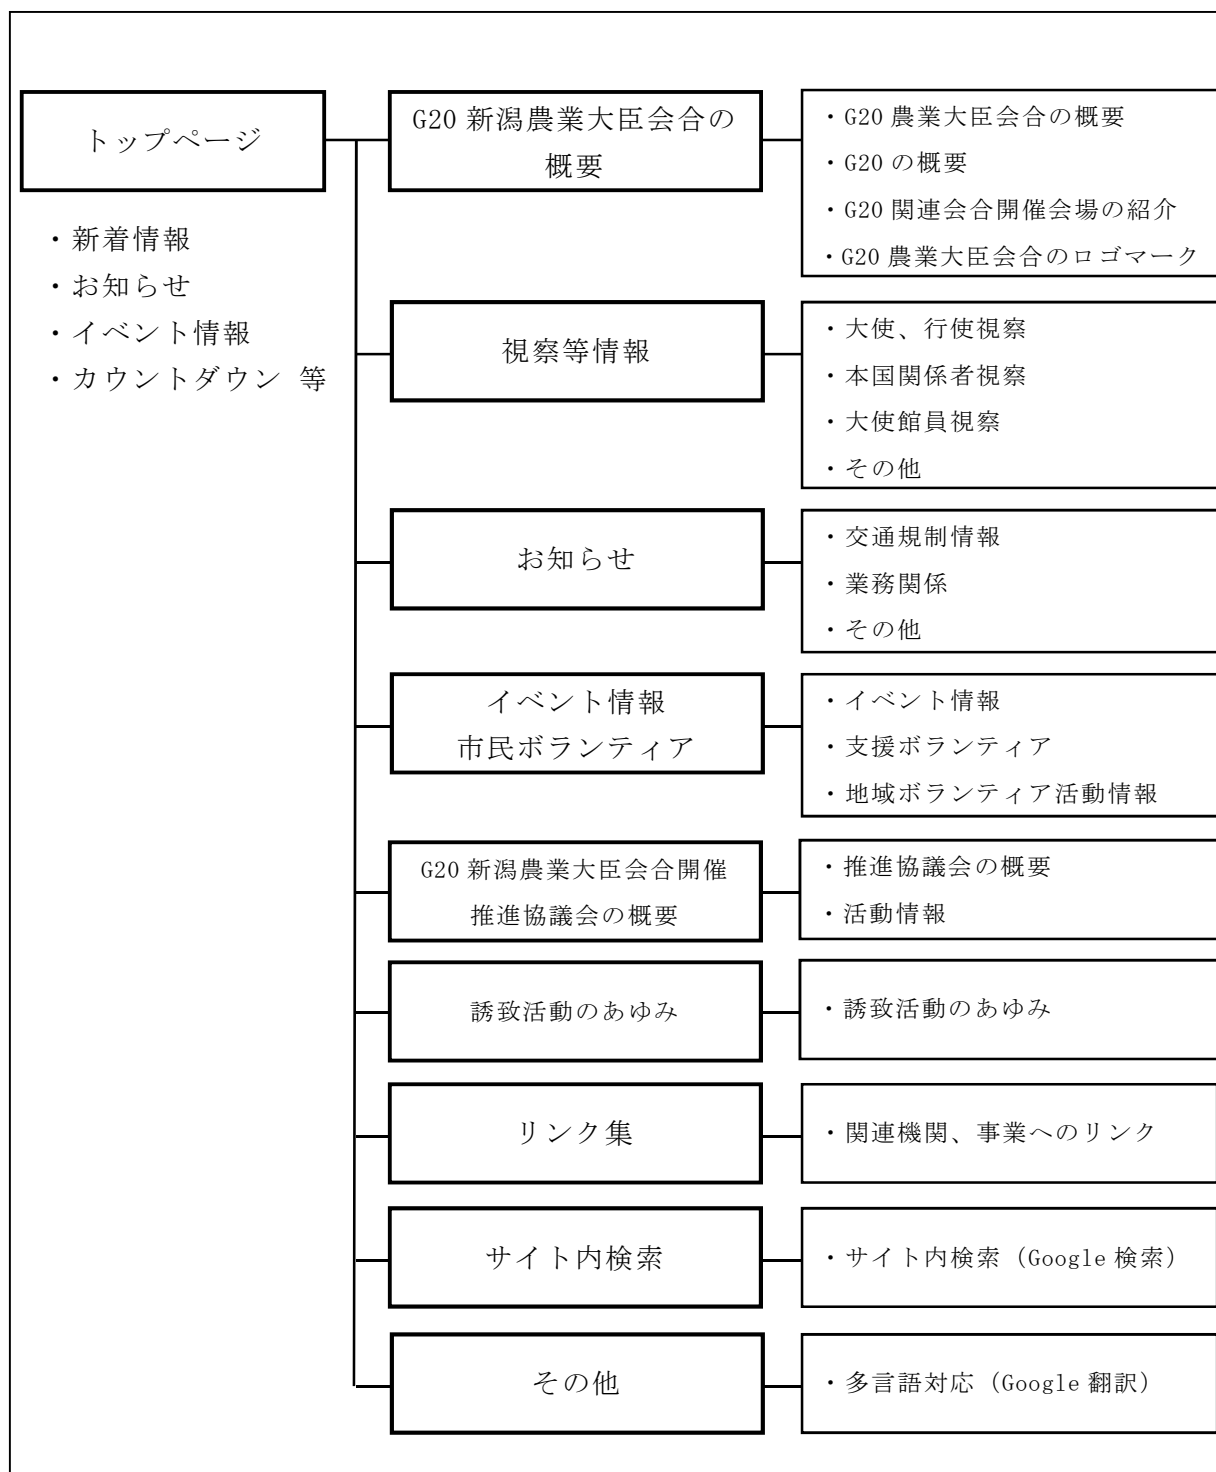 トップページ
・新着情報
・お知らせ
・イベント情報
・カウントダウン 等
G20 新潟農業大臣会合の
概要
・G20 農業大臣会合の概要
・G20 の概要
・G20 関連会合開催会場の紹介
・G20 農業大臣会合のロゴマーク
視察等情報
・大使、行使視察
・本国関係者視察
・大使館員視察
・その他
お知らせ
・交通規制情報
・業務関係
・その他
イベント情報
市民ボランティア
・イベント情報
・支援ボランティア
・地域ボランティア活動情報
G20 新潟農業大臣会合開催
推進協議会の概要
・推進協議会の概要
・活動情報
誘致活動のあゆみ
・誘致活動のあゆみ
リンク集
・関連機関、事業へのリンク
サイト内検索
・サイト内検索（Google 検索）
その他
・多言語対応（Google 翻訳）